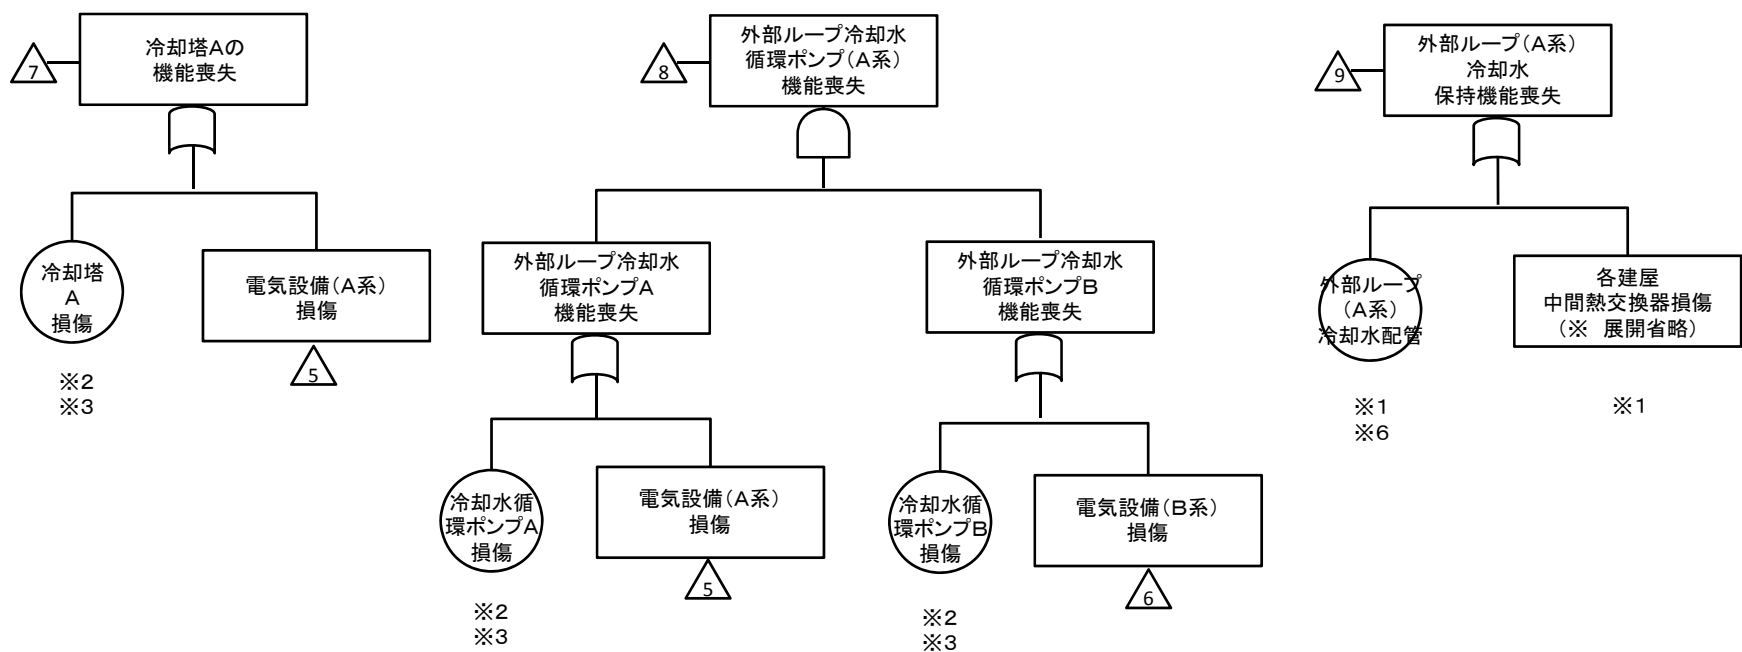 7
冷却塔Aの
機能喪失
冷却塔
A
損傷
※2
※3
電気設備(A系)
損傷
5
8
外部ループ冷却水
循環ポンプ(A系)
機能喪失
外部ループ冷却水
循環ポンプA
機能喪失
冷却水循
環ポンプA
損傷
※2
※3
電気設備(A系)
損傷
5
外部ループ冷却水
循環ポンプB
機能喪失
冷却水循
環ポンプB
損傷
※2
※3
電気設備(B系)
損傷
6
9
外部ループ(A系)
冷却水
保持機能喪失
外部ループ
(A系)
冷却水配管
※1
※6
各建屋
中間熱交換器損傷
(※ 展開省略)
※1